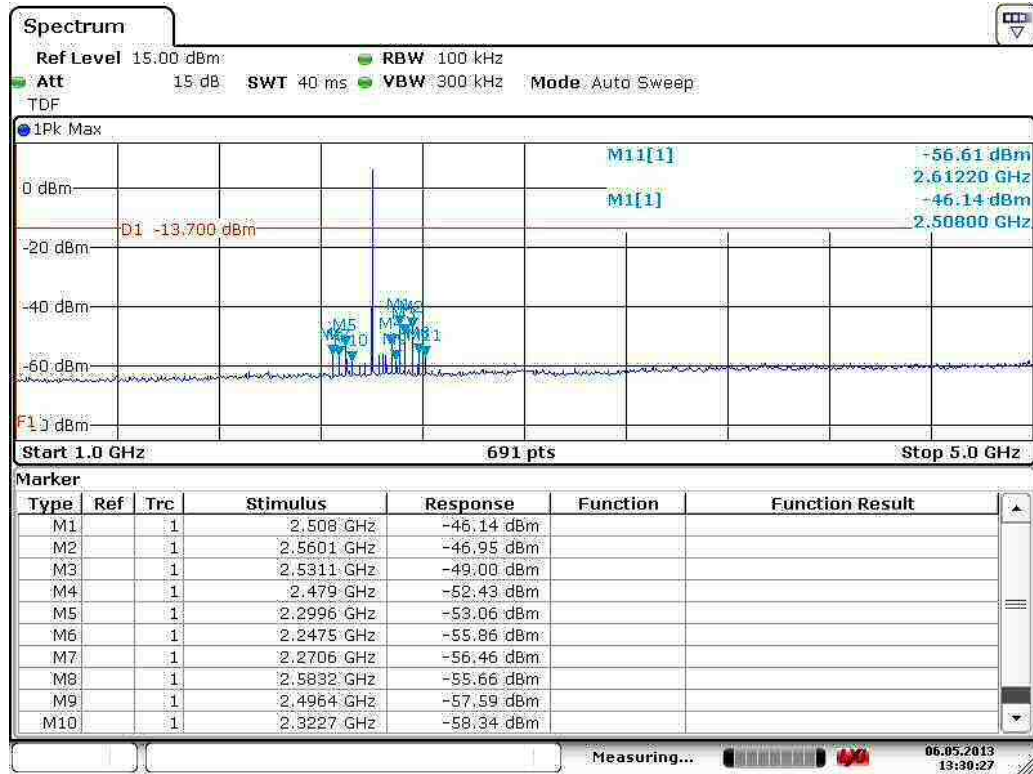 Spectrum
Ref Level 15.00 dBm RBW 100 kHz
Att 15 dB SWT 40 ms VBW 300 kHz Mode Auto Sweep
TDF
1Pk Max
M11[1] -56.61 dBm
2.61220 GHz
0 dBm
M1[1] -46.14 dBm
2.50800 GHz
D1 -13.700 dBm
-20 dBm
-40 dBm
M5
-60 dBm
F1
Start 1.0 GHz 691 pts Stop 5.0 GHz
Marker
Type Ref Trc Stimulus Response Function Function Result
M1 1 2.508 GHz -46.14 dBm
M2 1 2.5601 GHz -46.95 dBm
M3 1 2.5311 GHz -49.00 dBm
M4 1 2.479 GHz -52.43 dBm
M5 1 2.2996 GHz -53.06 dBm
M6 1 2.2475 GHz -55.86 dBm
M7 1 2.2706 GHz -56.46 dBm
M8 1 2.5832 GHz -55.66 dBm
M9 1 2.4964 GHz -57.59 dBm
M10 1 2.3227 GHz -58.34 dBm
Measuring... 06.05.2013
13:30:27